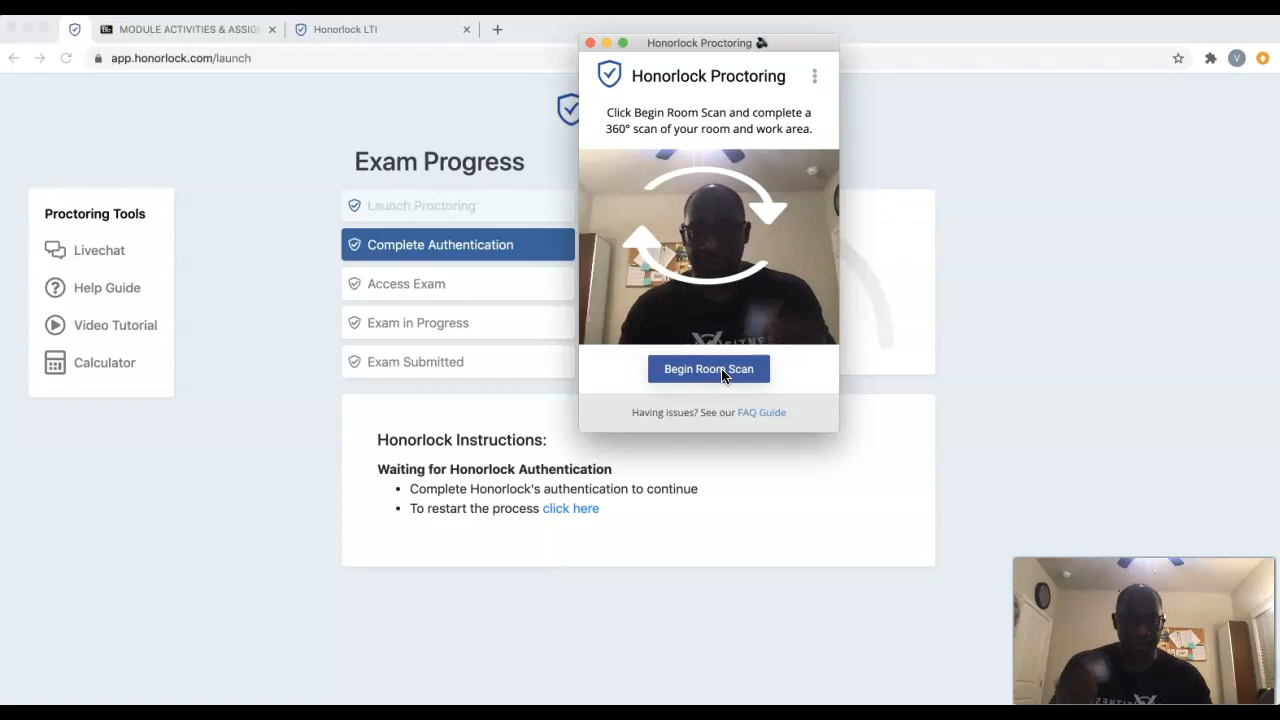 MODULE ACTIVITIES & ASSIG
Honorlock LTI
app.honorlock.com/launch
V
Honorlock Proctoring
Honorlock Proctoring
Click Begin Room Scan and complete a
360° scan of your room and work area.
Begin Room Scan
Having issues? See our FAQ Guide
Exam Progress
Launch Proctoring
Complete Authentication
Access Exam
Exam in Progress
Exam Submitted
Proctoring Tools
Livechat
Help Guide
Video Tutorial
Calculator
Honorlock Instructions:
Waiting for Honorlock Authentication
• Complete Honorlock's authentication to continue
• To restart the process click here